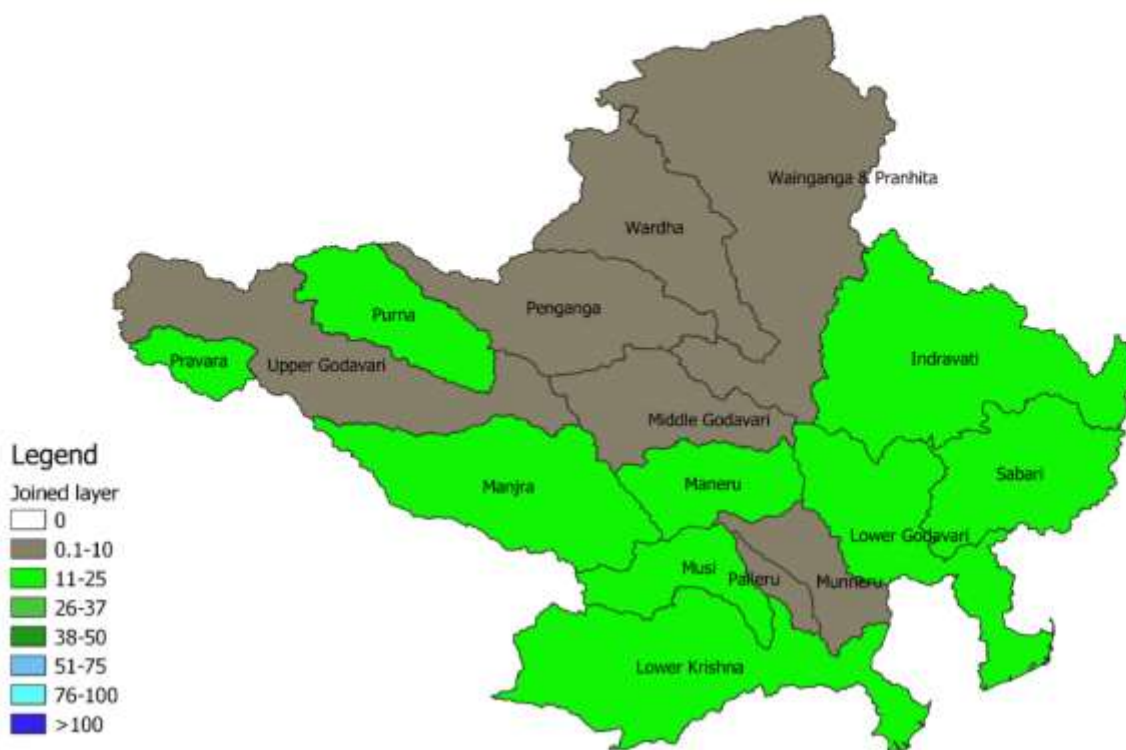 Wainganga & Pranhita
Wardha
Penganga
Purna
Pravara
Upper Godavari
Indravati
Middle Godavari
Manjra
Maneru
Sabari
Lower Godavari
Musi
Palleru
Munneru
Lower Krishna
Legend
Joined layer
0
0.1-10
11-25
26-37
38-50
51-75
76-100
>100